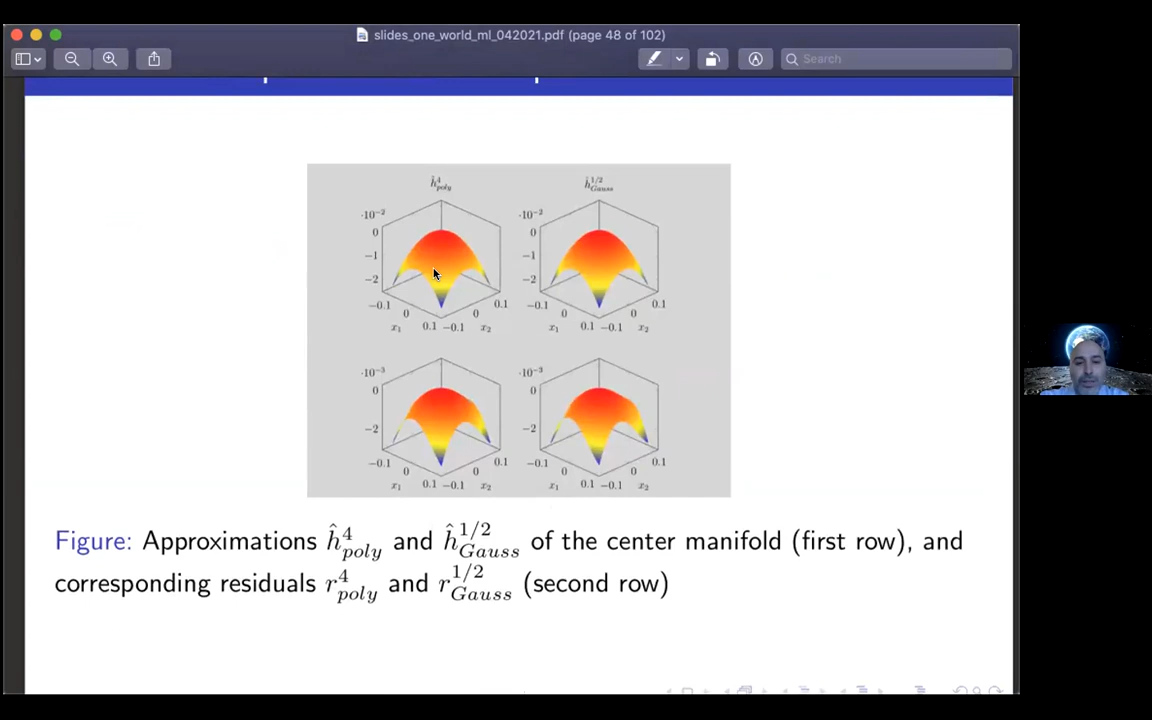 slides_one_world_ml_042021.pdf (page 48 of 102)
Search
ĥ⁴poly
ĥ^{1/2}Gauss
·10⁻²
·10⁻²
0
0
−1
−1
−2
−2
−0.1
0
0
0.1
−0.1
0
0
0.1
x₁
0.1
−0.1
x₂
x₁
0.1
−0.1
x₂
·10⁻³
·10⁻³
0
0
−2
−2
−0.1
0
0
0.1
−0.1
0
0
0.1
x₁
0.1
−0.1
x₂
x₁
0.1
−0.1
x₂
Figure: Approximations ĥ⁴poly and ĥ^{1/2}Gauss of the center manifold (first row), and
corresponding residuals r⁴poly and r^{1/2}Gauss (second row)